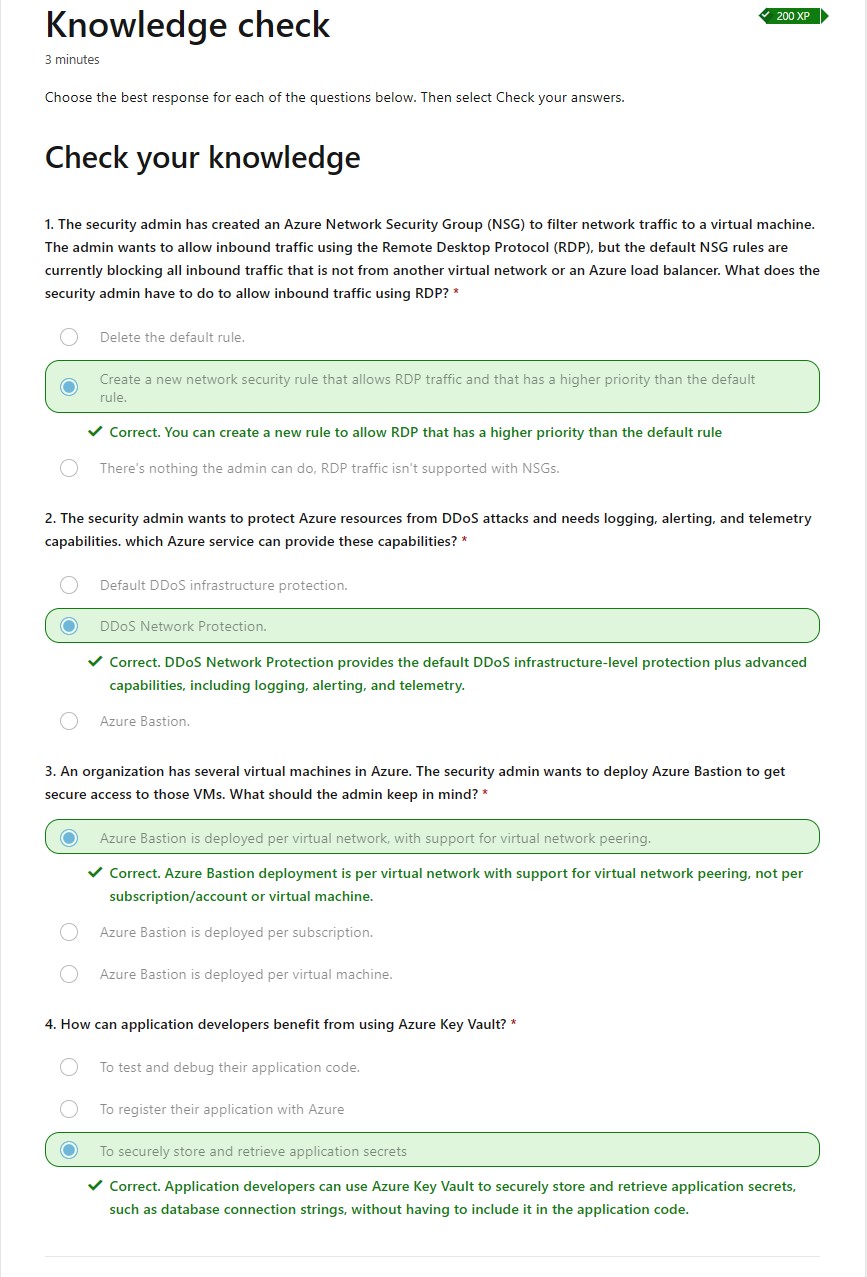 Knowledge check
200 XP
3 minutes
Choose the best response for each of the questions below. Then select Check your answers.
Check your knowledge
1. The security admin has created an Azure Network Security Group (NSG) to filter network traffic to a virtual machine.
The admin wants to allow inbound traffic using the Remote Desktop Protocol (RDP), but the default NSG rules are
currently blocking all inbound traffic that is not from another virtual network or an Azure load balancer. What does the
security admin have to do to allow inbound traffic using RDP? *
Delete the default rule.
Create a new network security rule that allows RDP traffic and that has a higher priority than the default
rule.
Correct. You can create a new rule to allow RDP that has a higher priority than the default rule
There's nothing the admin can do, RDP traffic isn't supported with NSGs.
2. The security admin wants to protect Azure resources from DDoS attacks and needs logging, alerting, and telemetry
capabilities. which Azure service can provide these capabilities? *
Default DDoS infrastructure protection.
DDoS Network Protection.
Correct. DDoS Network Protection provides the default DDoS infrastructure-level protection plus advanced
capabilities, including logging, alerting, and telemetry.
Azure Bastion.
3. An organization has several virtual machines in Azure. The security admin wants to deploy Azure Bastion to get
secure access to those VMs. What should the admin keep in mind? *
Azure Bastion is deployed per virtual network, with support for virtual network peering.
Correct. Azure Bastion deployment is per virtual network with support for virtual network peering, not per
subscription/account or virtual machine.
Azure Bastion is deployed per subscription.
Azure Bastion is deployed per virtual machine.
4. How can application developers benefit from using Azure Key Vault? *
To test and debug their application code.
To register their application with Azure
To securely store and retrieve application secrets
Correct. Application developers can use Azure Key Vault to securely store and retrieve application secrets,
such as database connection strings, without having to include it in the application code.